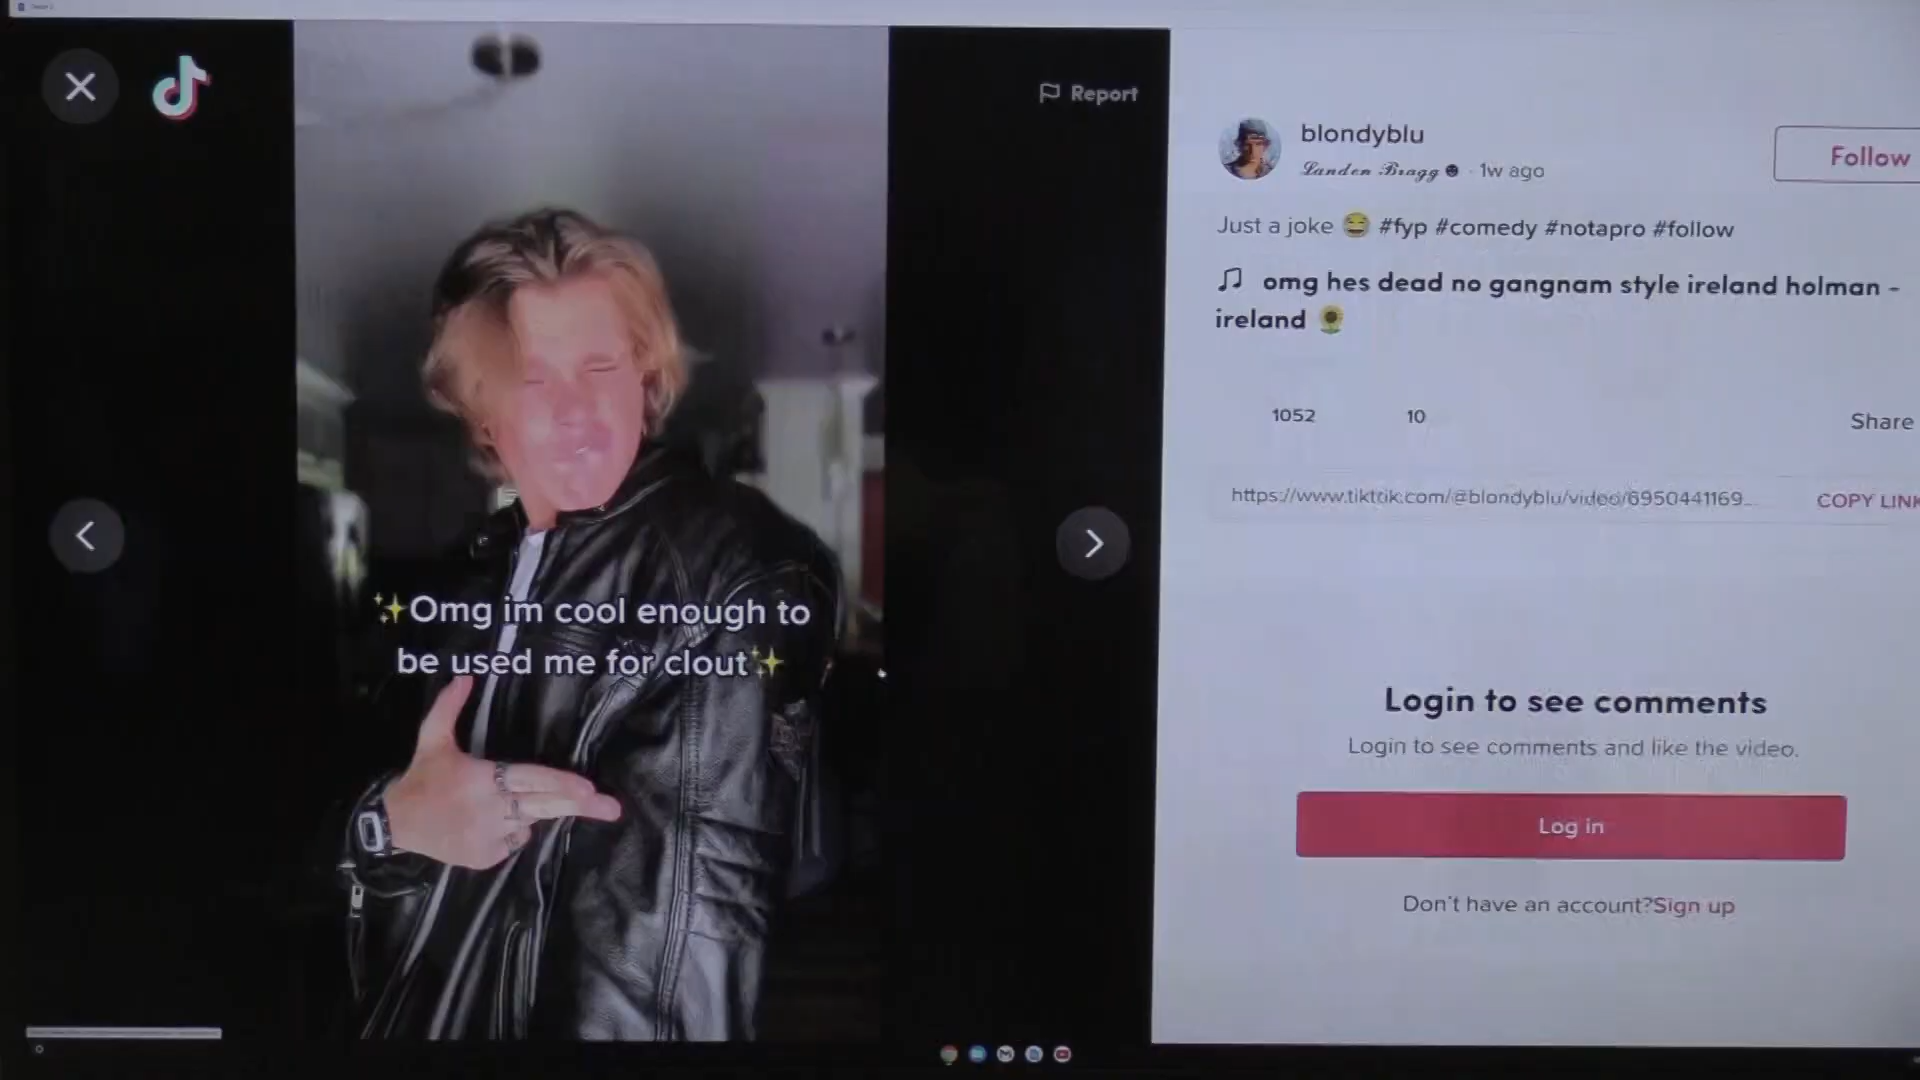 Report
✨Omg im cool enough to
be used me for clout✨
blondyblu
Landen Bragg ☻ · 1w ago
Follow
Just a joke 😂 #fyp #comedy #notapro #follow
omg hes dead no gangnam style ireland holman -
ireland 🌻
1052
10
Share
https://www.tiktok.com/@blondyblu/video/6950441169...
COPY LINK
Login to see comments
Login to see comments and like the video.
Log in
Don't have an account?Sign up